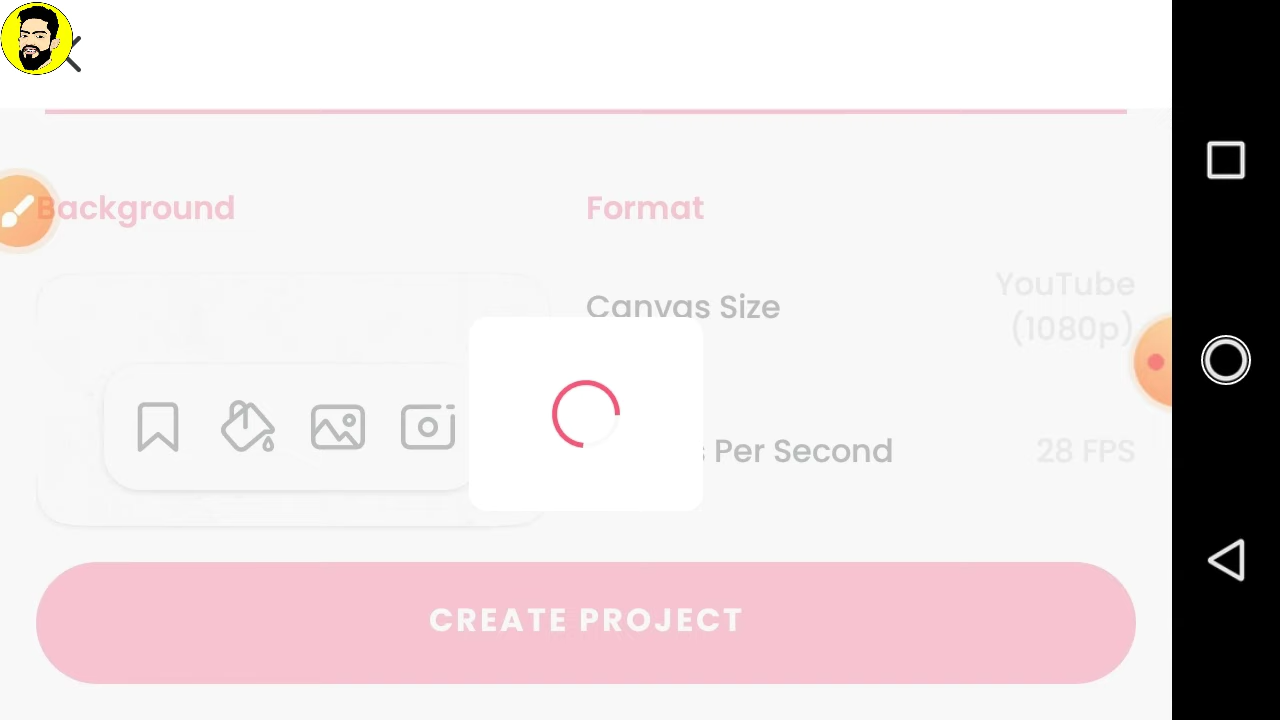 Background
Format
Canvas Size
YouTube
(1080p)
Per Second
28 FPS
CREATE PROJECT